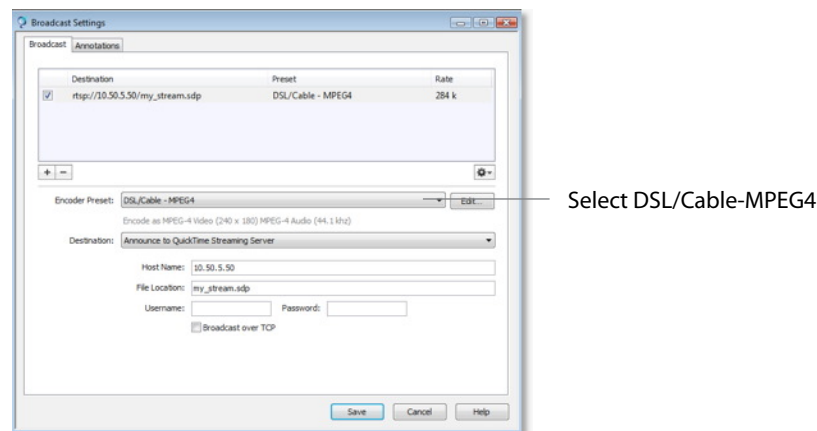 Broadcast Settings
Broadcast Annotations
Destination Preset Rate
rtsp://10.50.5.50/my_stream.sdp DSL/Cable - MPEG4 284 k
+ -
Encoder Preset: DSL/Cable - MPEG4 Edit...
Select DSL/Cable-MPEG4
Encode as MPEG-4 Video (240 x 180) MPEG-4 Audio (44.1 khz)
Destination: Announce to QuickTime Streaming Server
Host Name: 10.50.5.50
File Location: my_stream.sdp
Username: Password:
Broadcast over TCP
Save Cancel Help